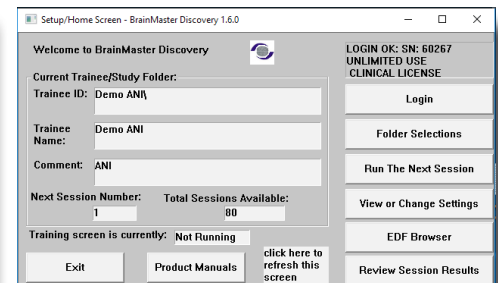 Setup/Home Screen - BrainMaster Discovery 1.6.0
Welcome to BrainMaster Discovery
LOGIN OK: SN: 60267
UNLIMITED USE
CLINICAL LICENSE
Current Trainee/Study Folder:
Trainee ID: Demo ANI\
Login
Trainee
Name:
Demo ANI
Folder Selections
Comment: ANI
Run The Next Session
Next Session Number: Total Sessions Available:
1 80
View or Change Settings
Training screen is currently: Not Running
EDF Browser
Exit
Product Manuals
click here to
refresh this
screen
Review Session Results